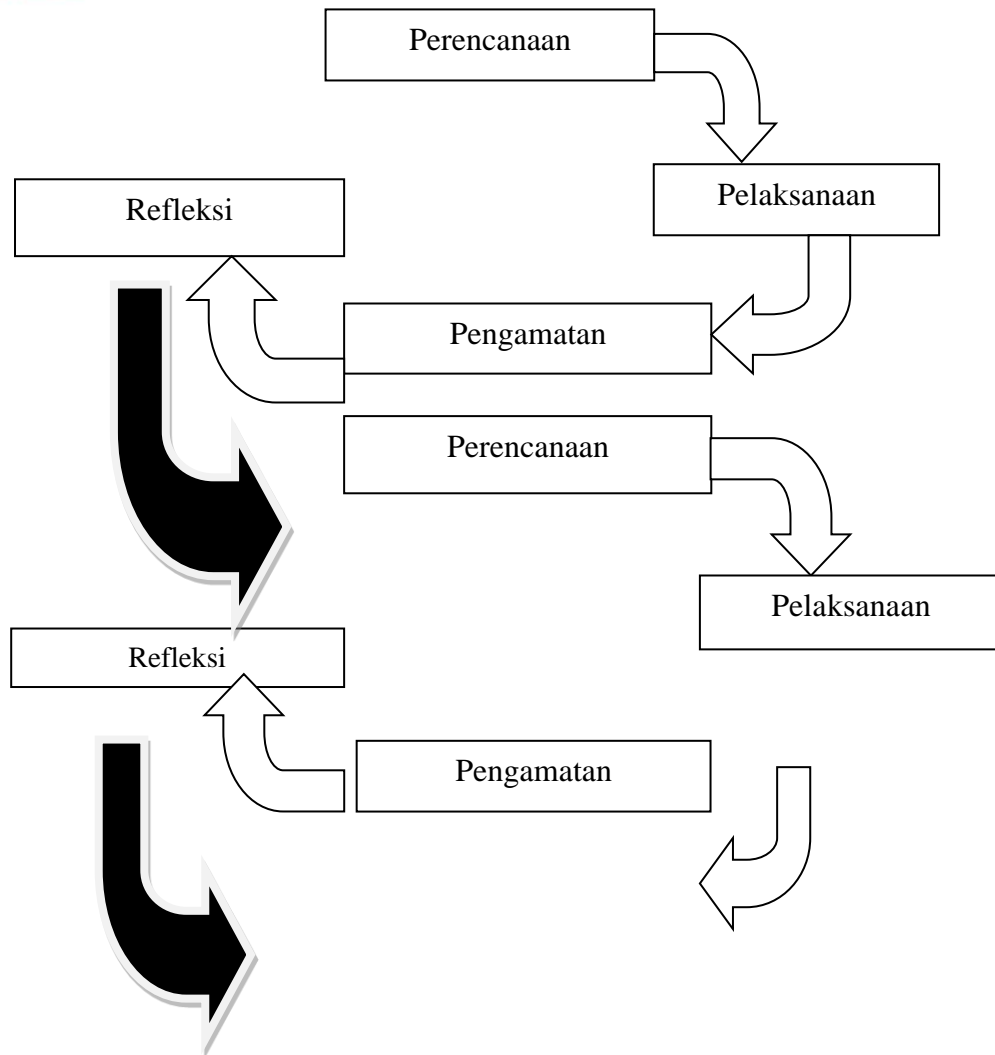 Perencanaan
Pelaksanaan
Refleksi
Pengamatan
Perencanaan
Pelaksanaan
Refleksi
Pengamatan